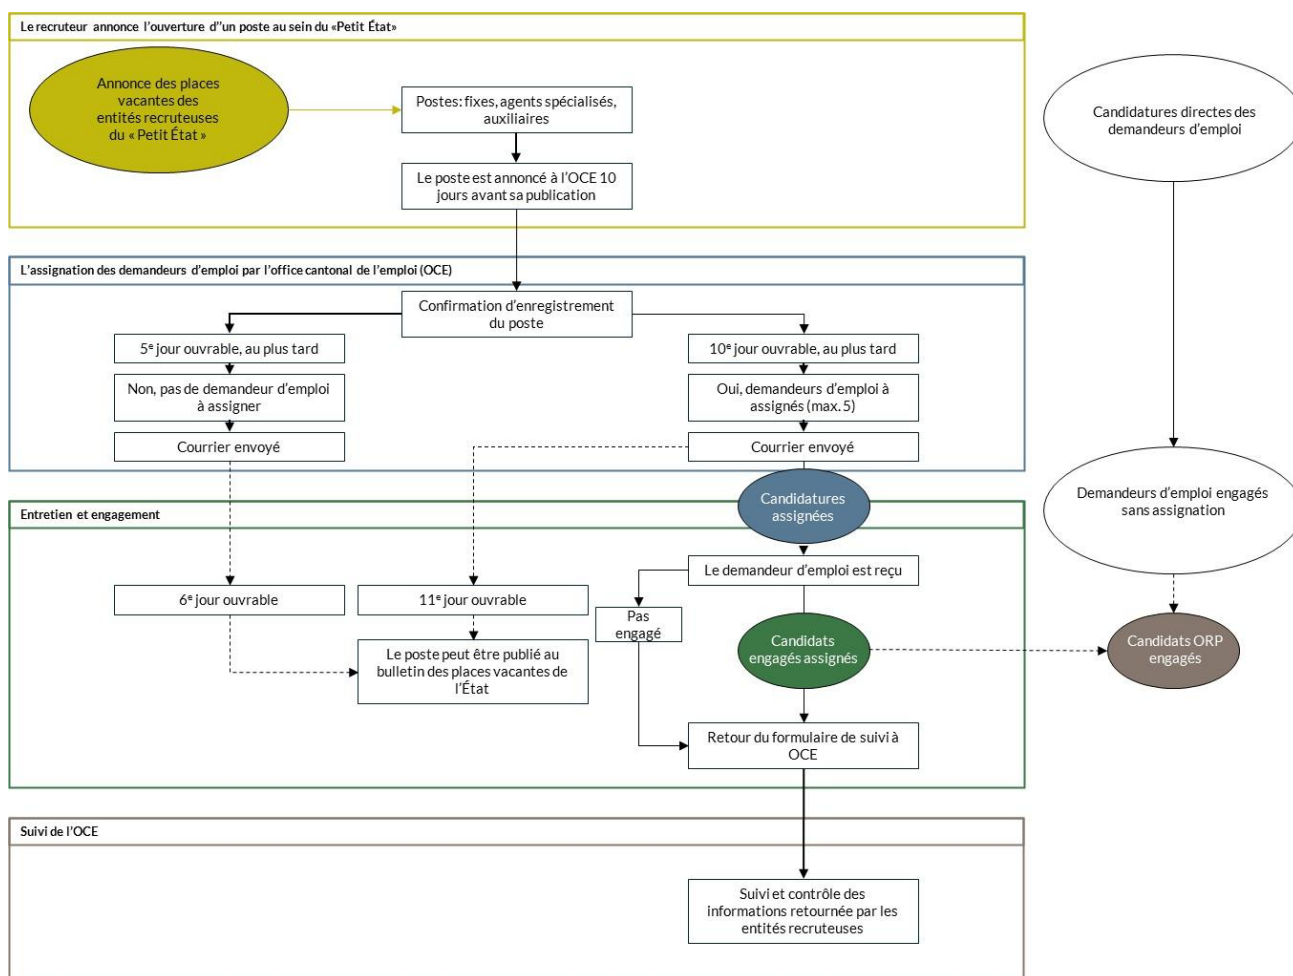 Le recruteur annonce l'ouverture d''un poste au sein du «Petit État»
Annonce des places
vacantes des
entités recruteuses
du « Petit État »
Postes: fixes, agents spécialisés,
auxiliaires
Le poste est annoncé à l'OCE 10
jours avant sa publication
Candidatures directes des
demandeurs d'emploi
L'assignation des demandeurs d'emploi par l'office cantonal de l'emploi (OCE)
Confirmation d'enregistrement
du poste
5e jour ouvrable, au plus tard
10e jour ouvrable, au plus tard
Non, pas de demandeur d'emploi
à assigner
Oui, demandeurs d'emploi à
assignés (max. 5)
Courrier envoyé
Courrier envoyé
Candidatures
assignées
Demandeurs d'emploi engagés
sans assignation
Entretien et engagement
Le demandeur d'emploi est reçu
6e jour ouvrable
11e jour ouvrable
Pas
engagé
Candidats
engagés assignés
Candidats ORP
engagés
Le poste peut être publié au
bulletin des places vacantes de
l'État
Retour du formulaire de suivi à
OCE
Suivi de l'OCE
Suivi et contrôle des
informations retournée par les
entités recruteuses